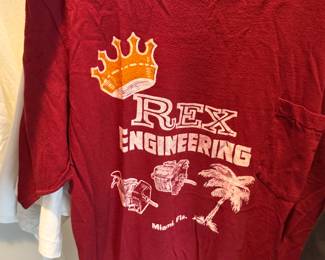 REX
ENGINEERING
Miami, Fla.